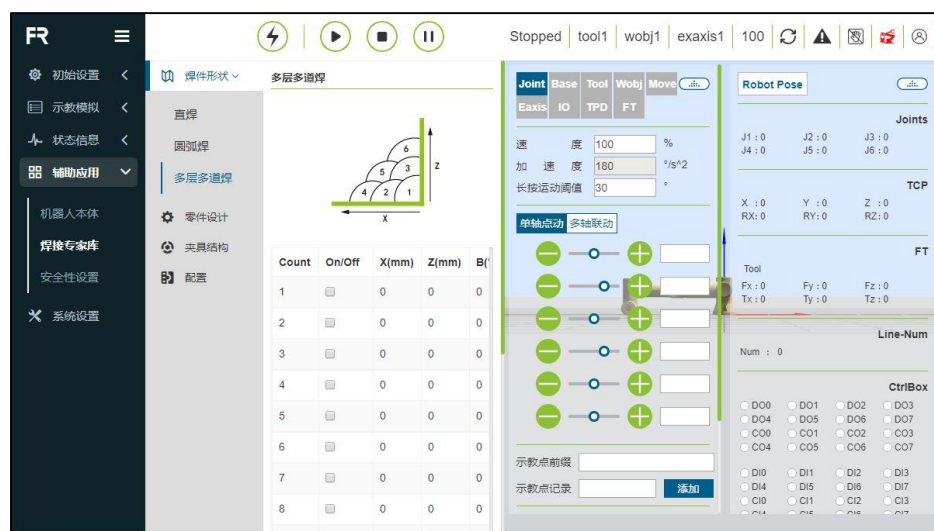 FR
Stopped tool1 wobj1 exaxis1 100
初始设置
示教模拟
状态信息
辅助应用
机器人本体
焊接专家库
安全性设置
系统设置
焊件形状
直焊
圆弧焊
多层多道焊
零件设计
夹具结构
配置
多层多道焊
6
5 3
4 2 1
Z
X
Count On/Off X(mm) Z(mm) B(°
1 0 0 0
2 0 0 0
3 0 0 0
4 0 0 0
5 0 0 0
6 0 0 0
7 0 0 0
8 0 0 0
Joint Base Tool Wobj Move
Eaxis IO TPD FT
速 度 100 %
加 速 度 180 °/s^2
长按运动阈值 30 °
单轴点动 多轴联动
示教点前缀
示教点记录 添加
Robot Pose
Joints
J1 : 0 J2 : 0 J3 : 0
J4 : 0 J5 : 0 J6 : 0
TCP
X : 0 Y : 0 Z : 0
RX: 0 RY: 0 RZ: 0
FT
Tool
Fx : 0 Fy : 0 Fz : 0
Tx : 0 Ty : 0 Tz : 0
Line-Num
Num : 0
CtrlBox
DO0 DO1 DO2 DO3
DO4 DO5 DO6 DO7
CO0 CO1 CO2 CO3
CO4 CO5 CO6 CO7
DI0 DI1 DI2 DI3
DI4 DI5 DI6 DI7
CI0 CI1 CI2 CI3